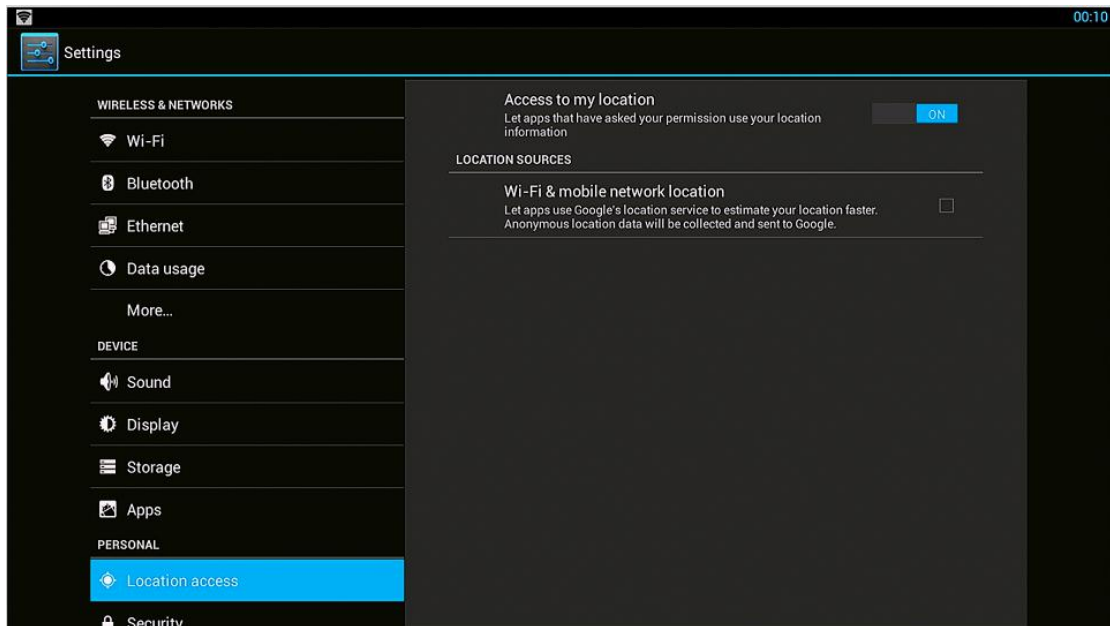 00:10
Settings
WIRELESS & NETWORKS
Wi-Fi
Bluetooth
Ethernet
Data usage
More...
DEVICE
Sound
Display
Storage
Apps
PERSONAL
Location access
Security
Access to my location
Let apps that have asked your permission use your location
information
ON
LOCATION SOURCES
Wi-Fi & mobile network location
Let apps use Google's location service to estimate your location faster.
Anonymous location data will be collected and sent to Google.